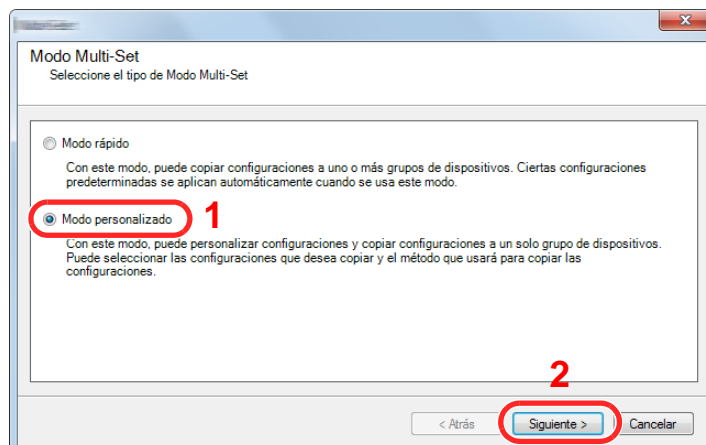 Modo Multi-Set
Seleccione el tipo de Modo Multi-Set
Modo rápido
Con este modo, puede copiar configuraciones a uno o más grupos de dispositivos. Ciertas configuraciones
predeterminadas se aplican automáticamente cuando se usa este modo.
Modo personalizado
1
Con este modo, puede personalizar configuraciones y copiar configuraciones a un solo grupo de dispositivos.
Puede seleccionar las configuraciones que desea copiar y el método que usará para copiar las
configuraciones.
2
< Atrás
Siguiente >
Cancelar